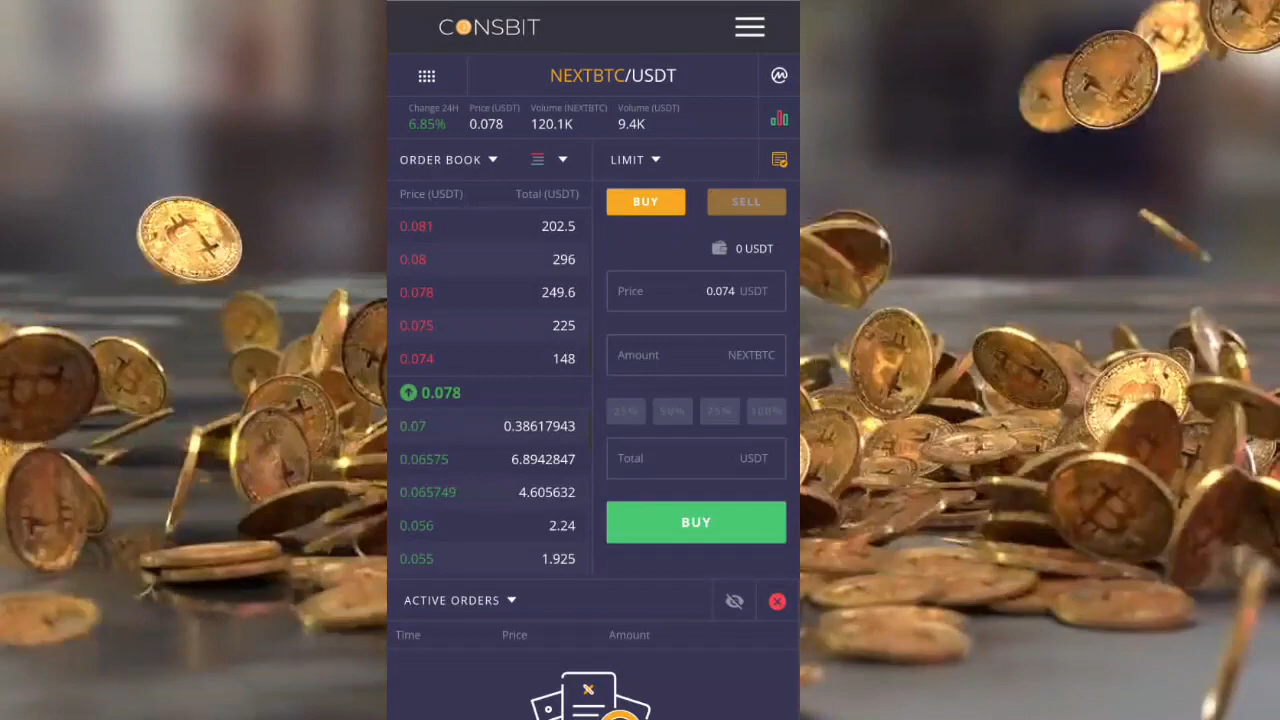 CONSBIT
NEXTBTC/USDT
Change 24H Price (USDT) Volume (NEXTBTC) Volume (USDT)
6.85% 0.078 120.1K 9.4K
ORDER BOOK LIMIT
Price (USDT) Total (USDT)
BUY SELL
0.081 202.5
0 USDT
0.08 296
0.078 249.6
Price 0.074 USDT
0.075 225
0.074 148
Amount NEXTBTC
0.078
25% 50% 75% 100%
0.07 0.38617943
0.06575 6.8942847
Total USDT
0.065749 4.605632
0.056 2.24
BUY
0.055 1.925
ACTIVE ORDERS
Time Price Amount